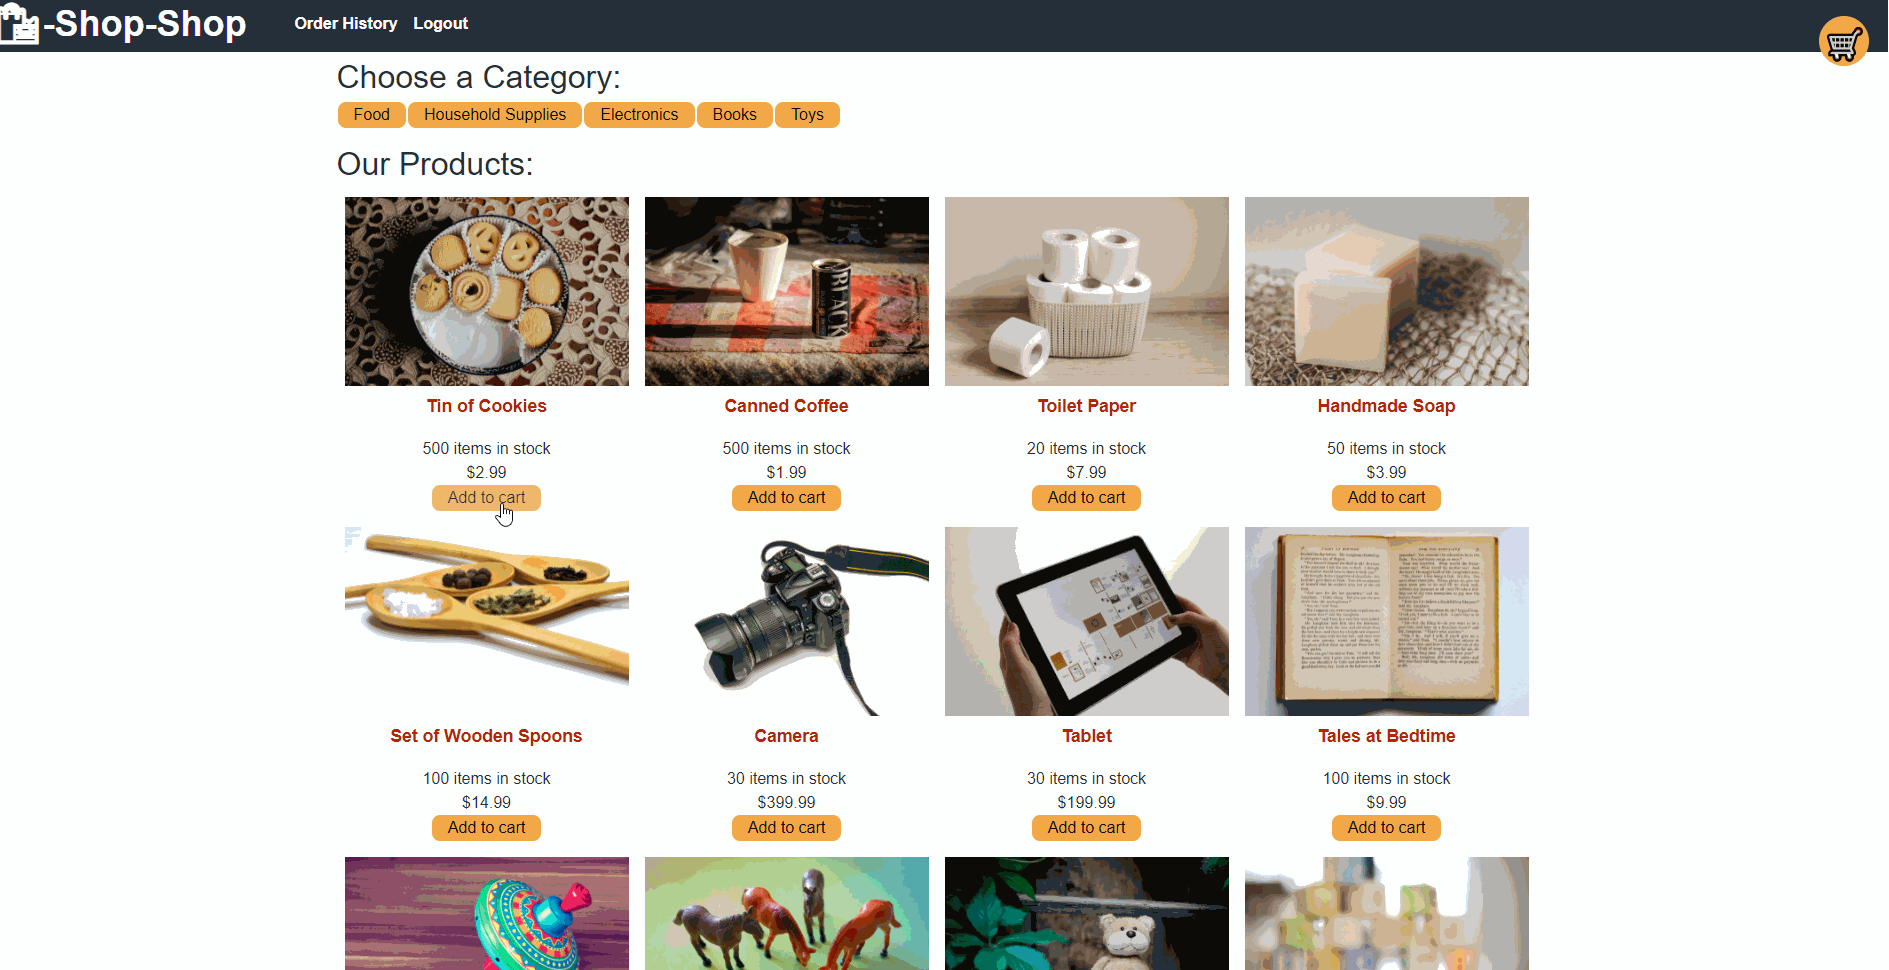 -Shop-Shop
Order History Logout
Choose a Category:
Food Household Supplies Electronics Books Toys
Our Products:
BLACK
Tin of Cookies Canned Coffee Toilet Paper Handmade Soap
500 items in stock 500 items in stock 20 items in stock 50 items in stock
$2.99 $1.99 $7.99 $3.99
Add to cart Add to cart Add to cart Add to cart
Set of Wooden Spoons Camera Tablet Tales at Bedtime
100 items in stock 30 items in stock 30 items in stock 100 items in stock
$14.99 $399.99 $199.99 $9.99
Add to cart Add to cart Add to cart Add to cart